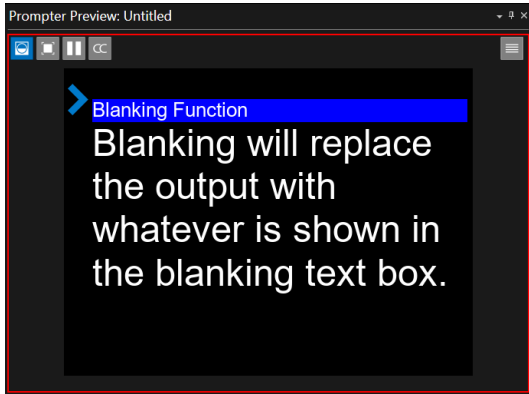 Prompter Preview: Untitled
CC
Blanking Function
Blanking will replace
the output with
whatever is shown in
the blanking text box.